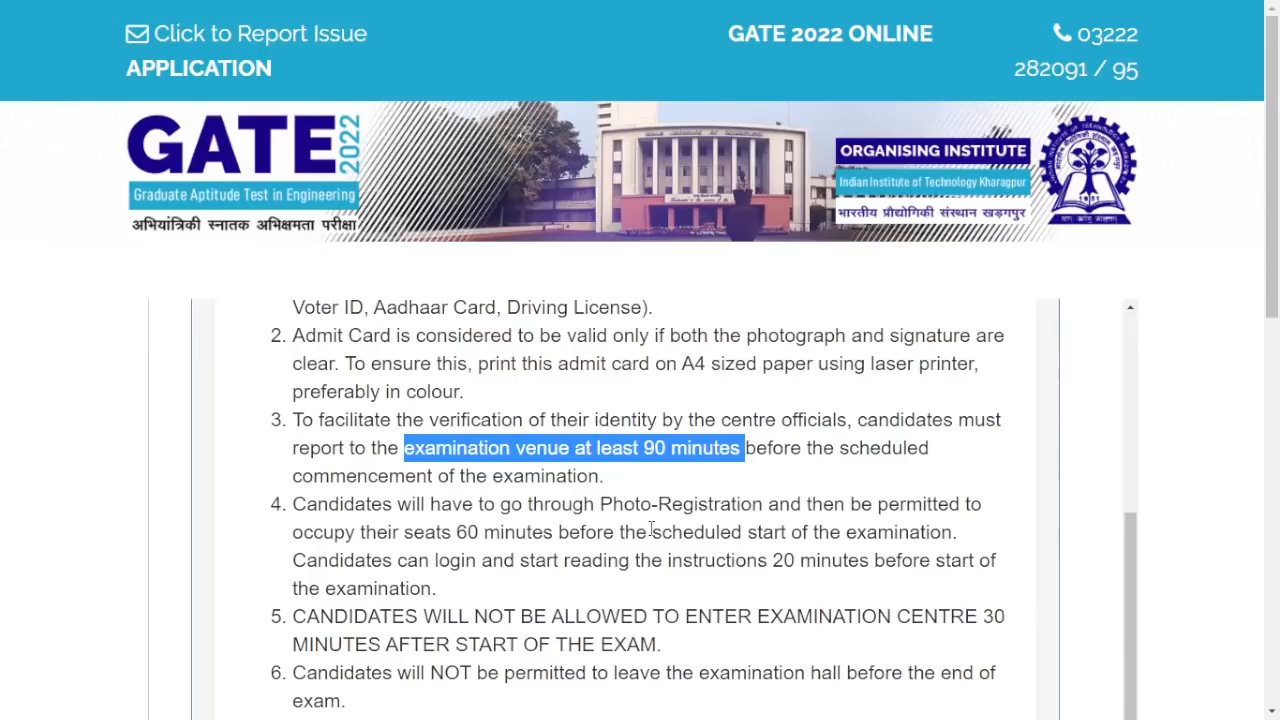 Click to Report Issue
GATE 2022 ONLINE
03222
APPLICATION
282091 / 95
GATE 2022
Graduate Aptitude Test in Engineering
अभियांत्रिकी स्नातक अभिक्षमता परीक्षा
ORGANISING INSTITUTE
Indian Institute of Technology Kharagpur
भारतीय प्रौद्योगिकी संस्थान खड़गपुर
Voter ID, Aadhaar Card, Driving License).
2. Admit Card is considered to be valid only if both the photograph and signature are
clear. To ensure this, print this admit card on A4 sized paper using laser printer,
preferably in colour.
3. To facilitate the verification of their identity by the centre officials, candidates must
report to the examination venue at least 90 minutes before the scheduled
commencement of the examination.
4. Candidates will have to go through Photo-Registration and then be permitted to
occupy their seats 60 minutes before the scheduled start of the examination.
Candidates can login and start reading the instructions 20 minutes before start of
the examination.
5. CANDIDATES WILL NOT BE ALLOWED TO ENTER EXAMINATION CENTRE 30
MINUTES AFTER START OF THE EXAM.
6. Candidates will NOT be permitted to leave the examination hall before the end of
exam.